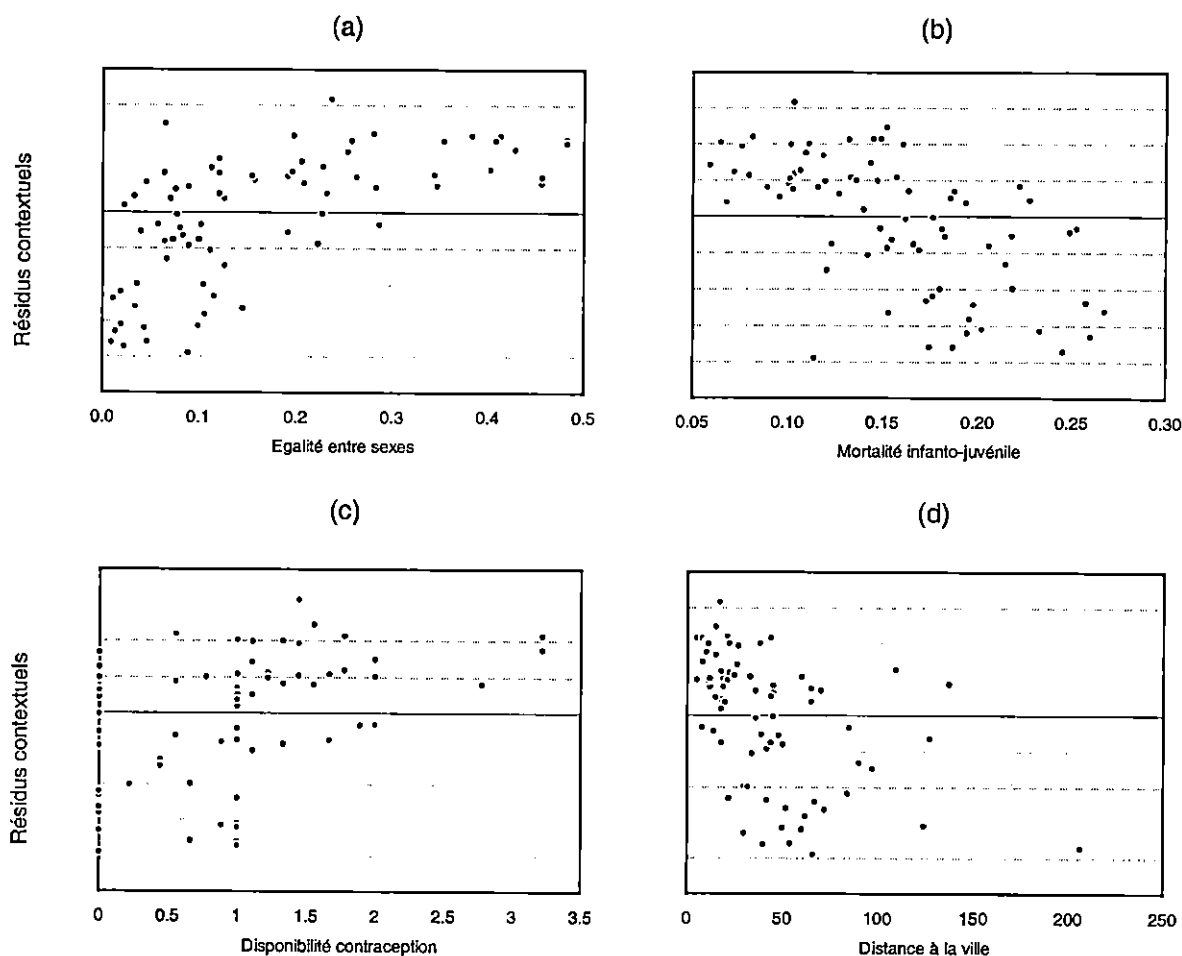 (a)
(b)
Résidus contextuels
0.0 0.1 0.2 0.3 0.4 0.5
Egalité entre sexes
0.05 0.10 0.15 0.20 0.25 0.30
Mortalité infanto-juvénile
(c)
(d)
Résidus contextuels
0 0.5 1 1.5 2 2.5 3 3.5
Disponibilité contraception
0 50 100 150 200 250
Distance à la ville